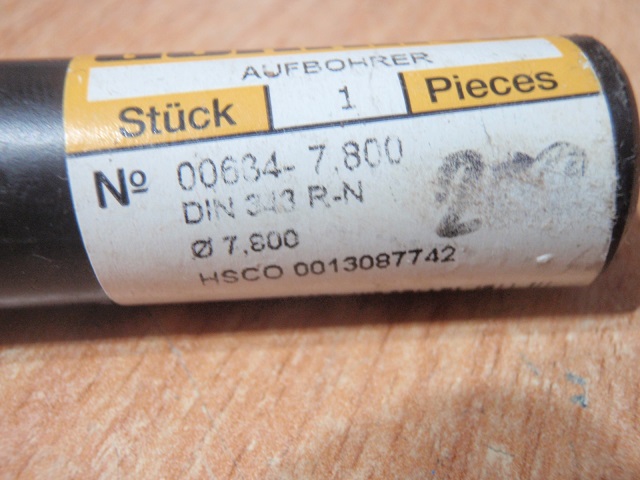 AUFBOHRER
Stück 1 Pieces
Nº 00634- 7,800
DIN 343 R-N
Ø 7,800
HSCO 0013087742